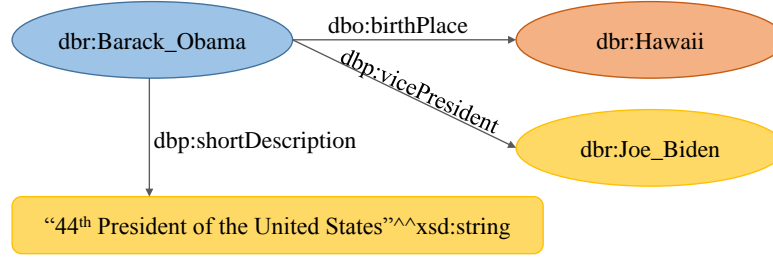 dbr:Barack_Obama
dbo:birthPlace
dbr:Hawaii
dbp:vicePresident
dbp:shortDescription
dbr:Joe_Biden
“44th President of the United States”^^xsd:string